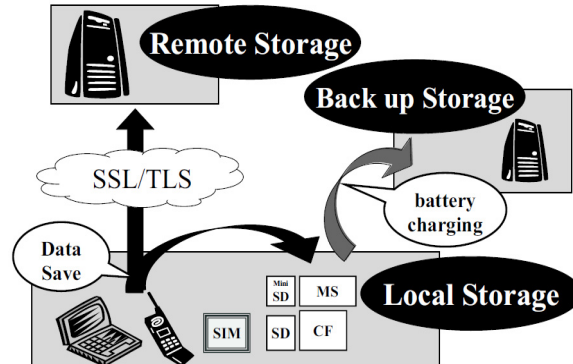 Remote Storage
Back up Storage
SSL/TLS
battery
charging
Data
Save
Mini
SD
MS
Local Storage
SIM
SD
CF